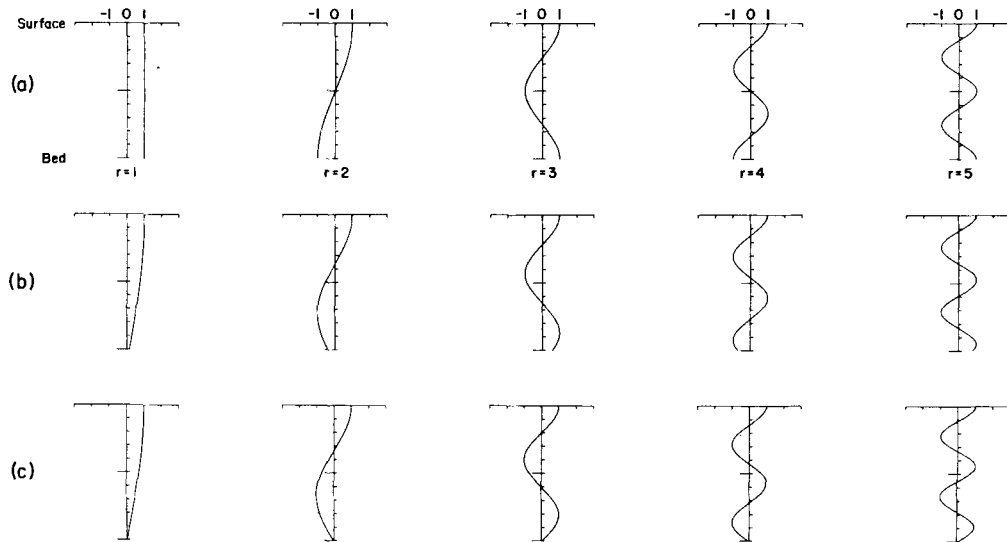 Surface -1 0 1 -1 0 1 -1 0 1 -1 0 1 -1 0 1
(a)
Bed r=1 r=2 r=3 r=4 r=5
(b)
(c)